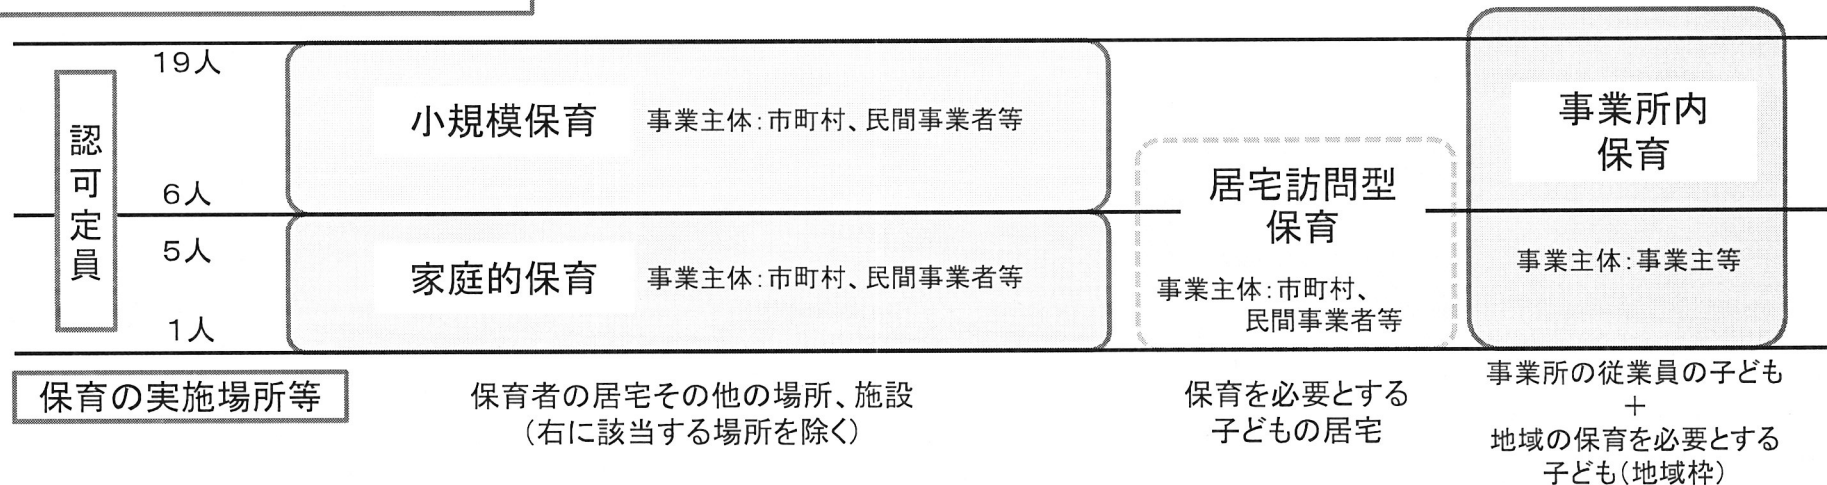 19人
6人
5人
1人
認可定員
小規模保育
事業主体：市町村、民間事業者等
家庭的保育
事業主体：市町村、民間事業者等
居宅訪問型
保育
事業主体：市町村、
民間事業者等
事業所内
保育
事業主体：事業主等
保育の実施場所等
保育者の居宅その他の場所、施設
（右に該当する場所を除く）
保育を必要とする
子どもの居宅
事業所の従業員の子ども
＋
地域の保育を必要とする
子ども（地域枠）